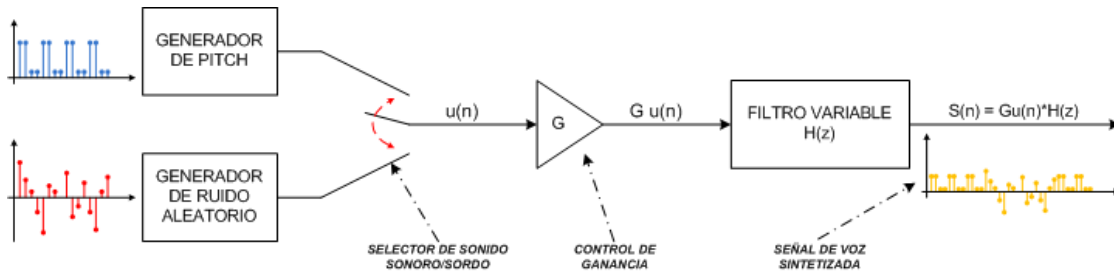 GENERADOR
DE PITCH
GENERADOR
DE RUIDO
ALEATORIO
u(n)
G
G u(n)
FILTRO VARIABLE
H(z)
S(n) = Gu(n)*H(z)
SELECTOR DE SONIDO
SONORO/SORDO
CONTROL DE
GANANCIA
SEÑAL DE VOZ
SINTETIZADA